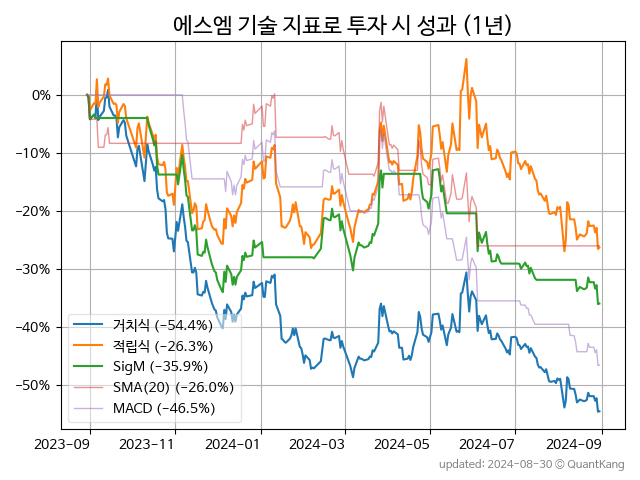 에스엠 기술 지표로 투자 시 성과 (1년)
0%
−10%
−20%
−30%
−40%
−50%
거치식 (−54.4%)
적립식 (−26.3%)
SigM (−35.9%)
SMA(20) (−26.0%)
MACD (−46.5%)
2023-09
2023-11
2024-01
2024-03
2024-05
2024-07
2024-09
updated: 2024-08-30 © QuantKang